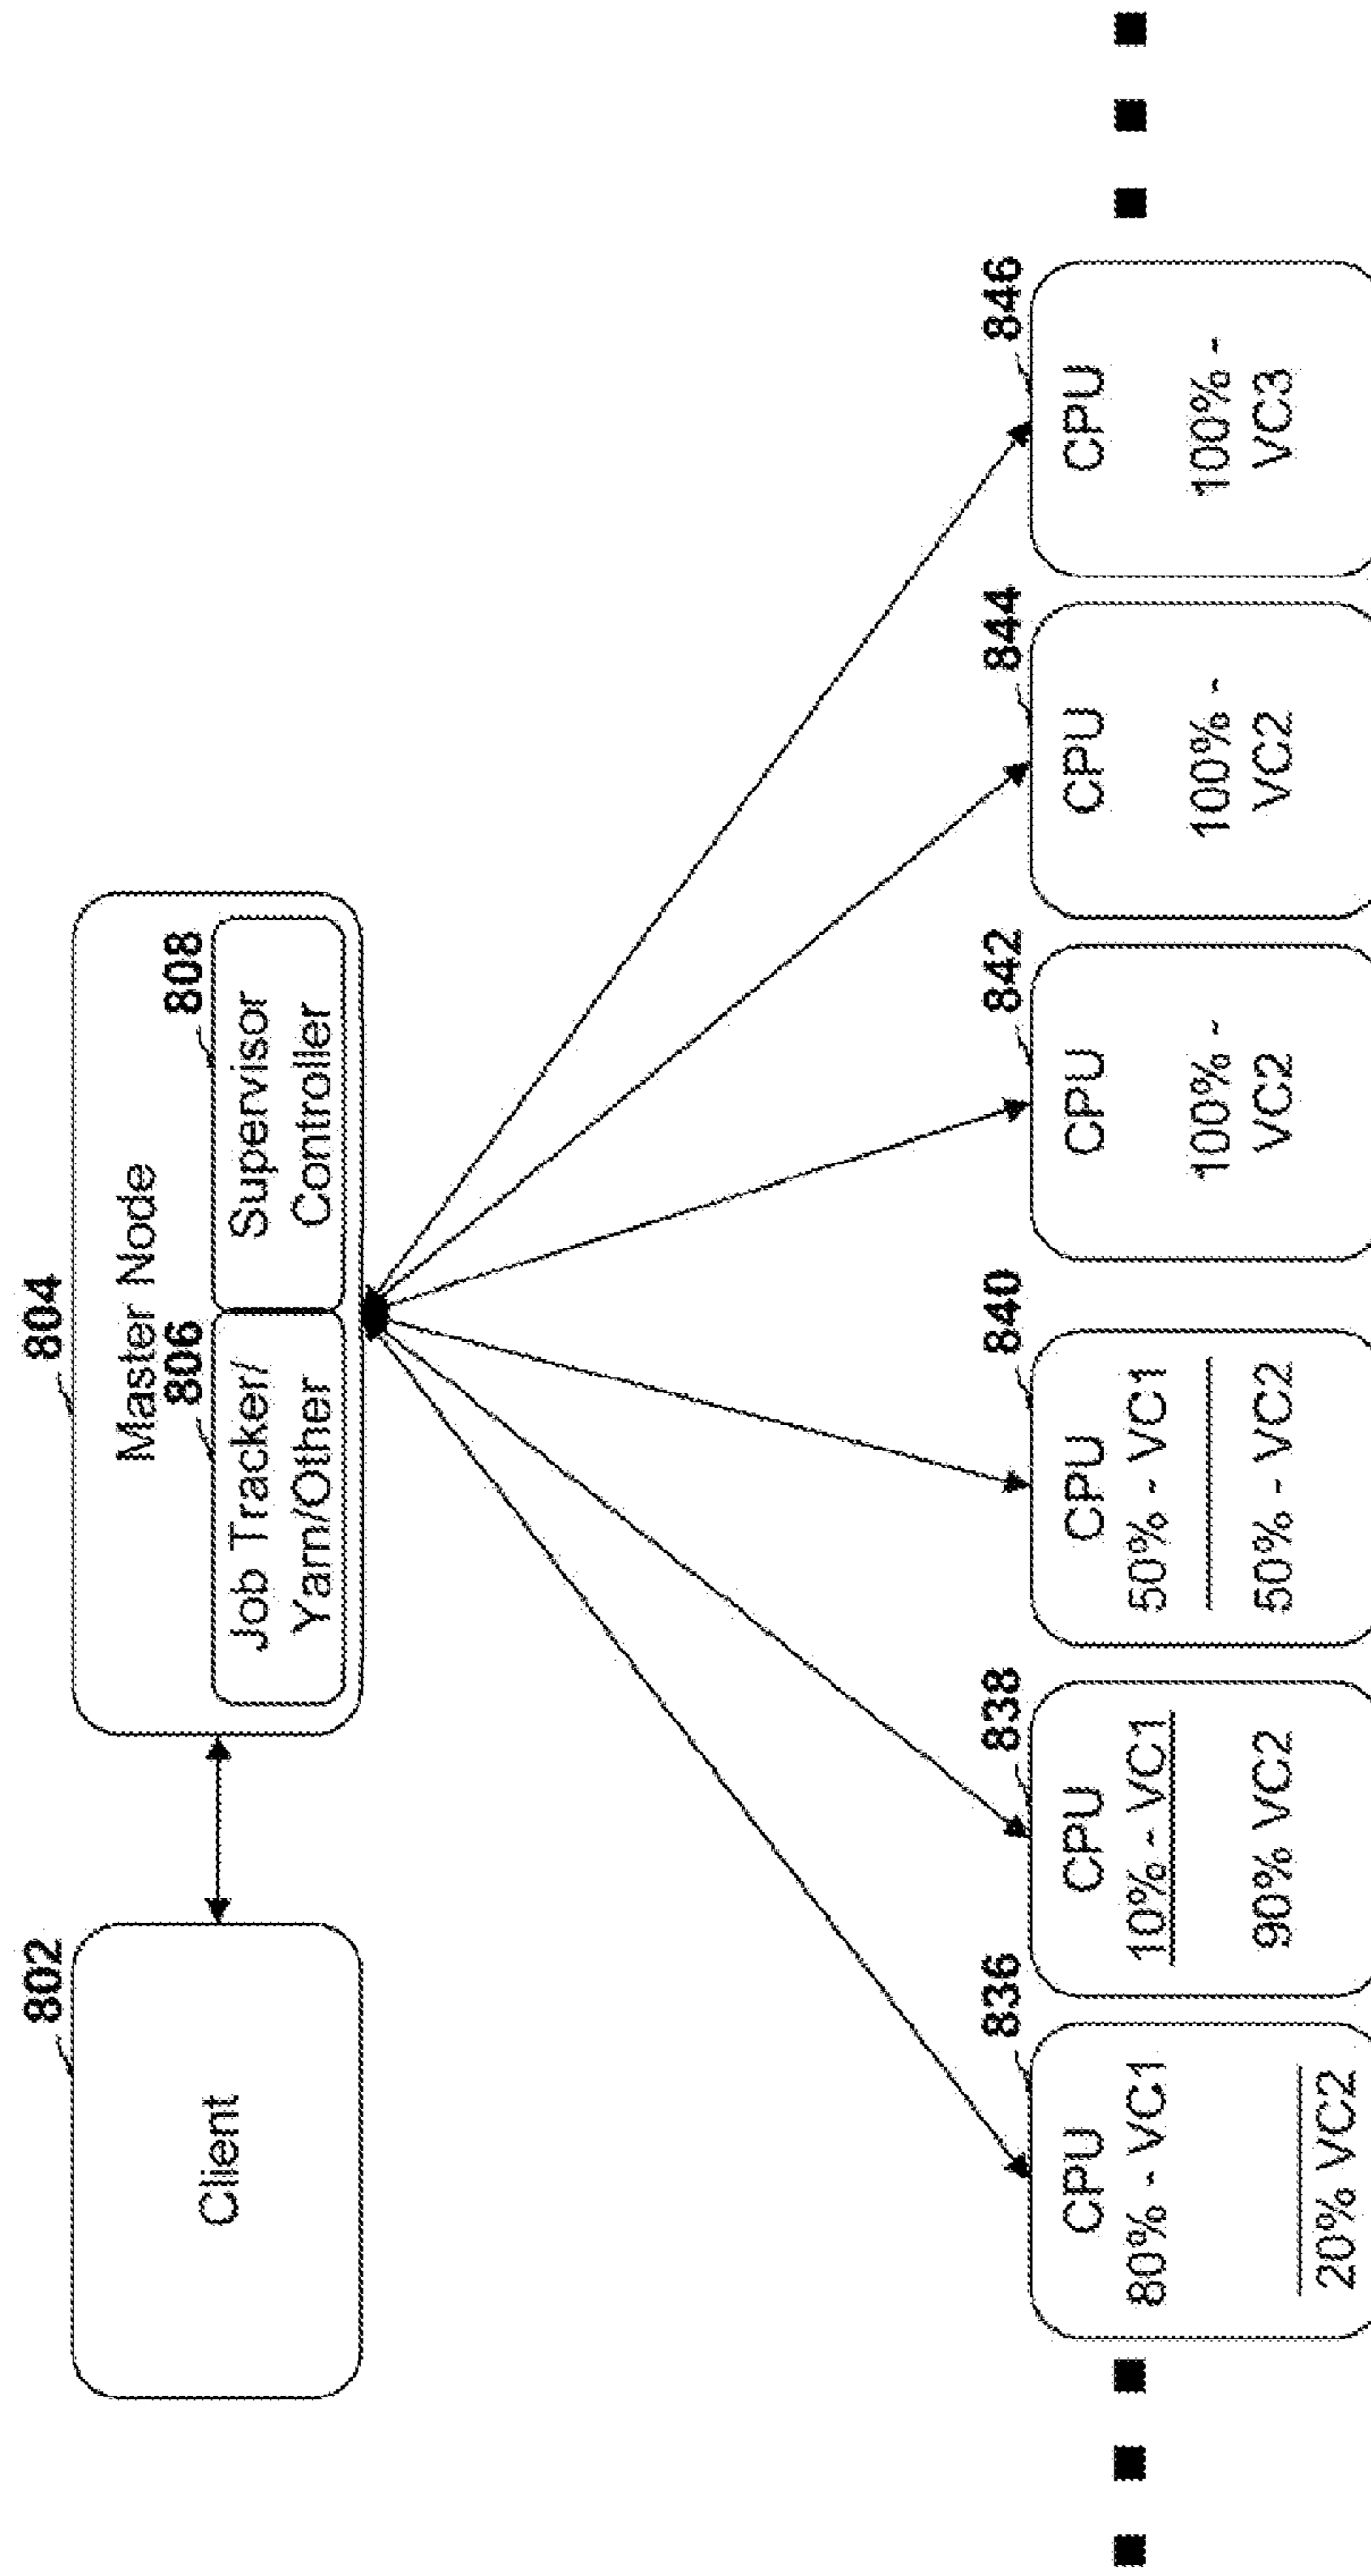 802
Client
804
Master Node
806
Job Tracker/
Yarn/Other
808
Supervisor
Controller
836
CPU
80% - VC1
20% VC2
838
CPU
10% - VC1
90% VC2
840
CPU
50% - VC1
50% - VC2
842
CPU
100% -
VC2
844
CPU
100% -
VC2
846
CPU
100% -
VC3